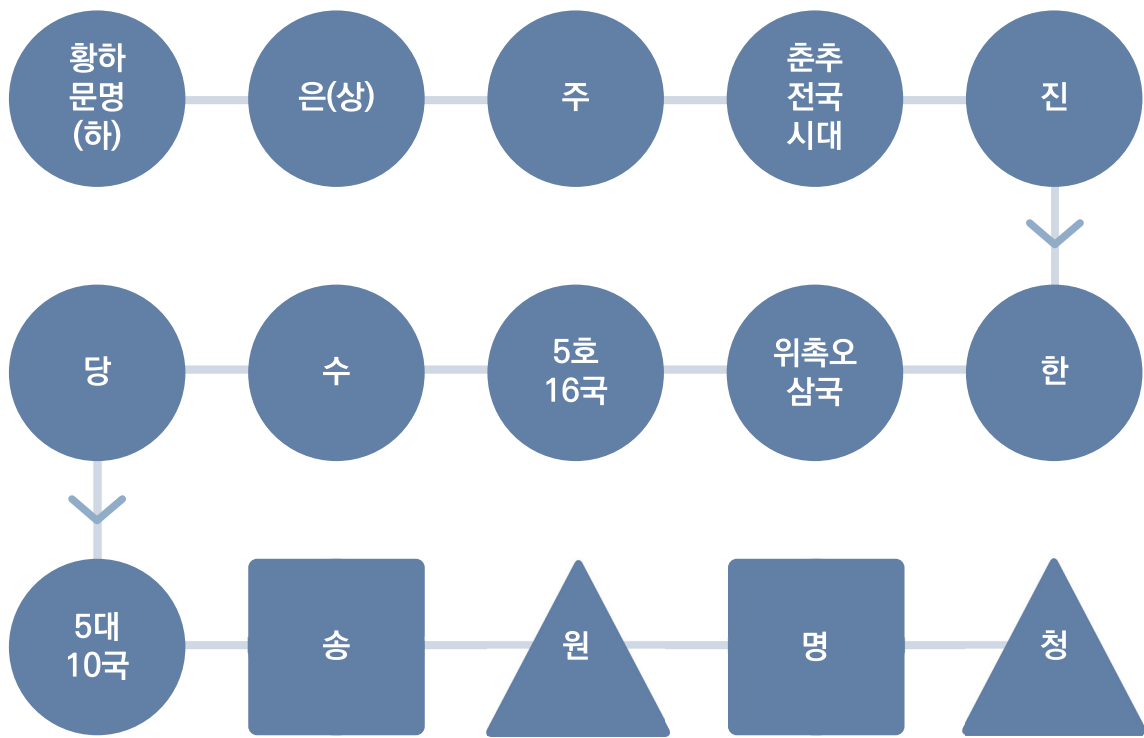 황하
문명
(하)
은(상)
주
춘추
전국
시대
진
한
위촉오
삼국
5호
16국
수
당
5대
10국
송
원
명
청